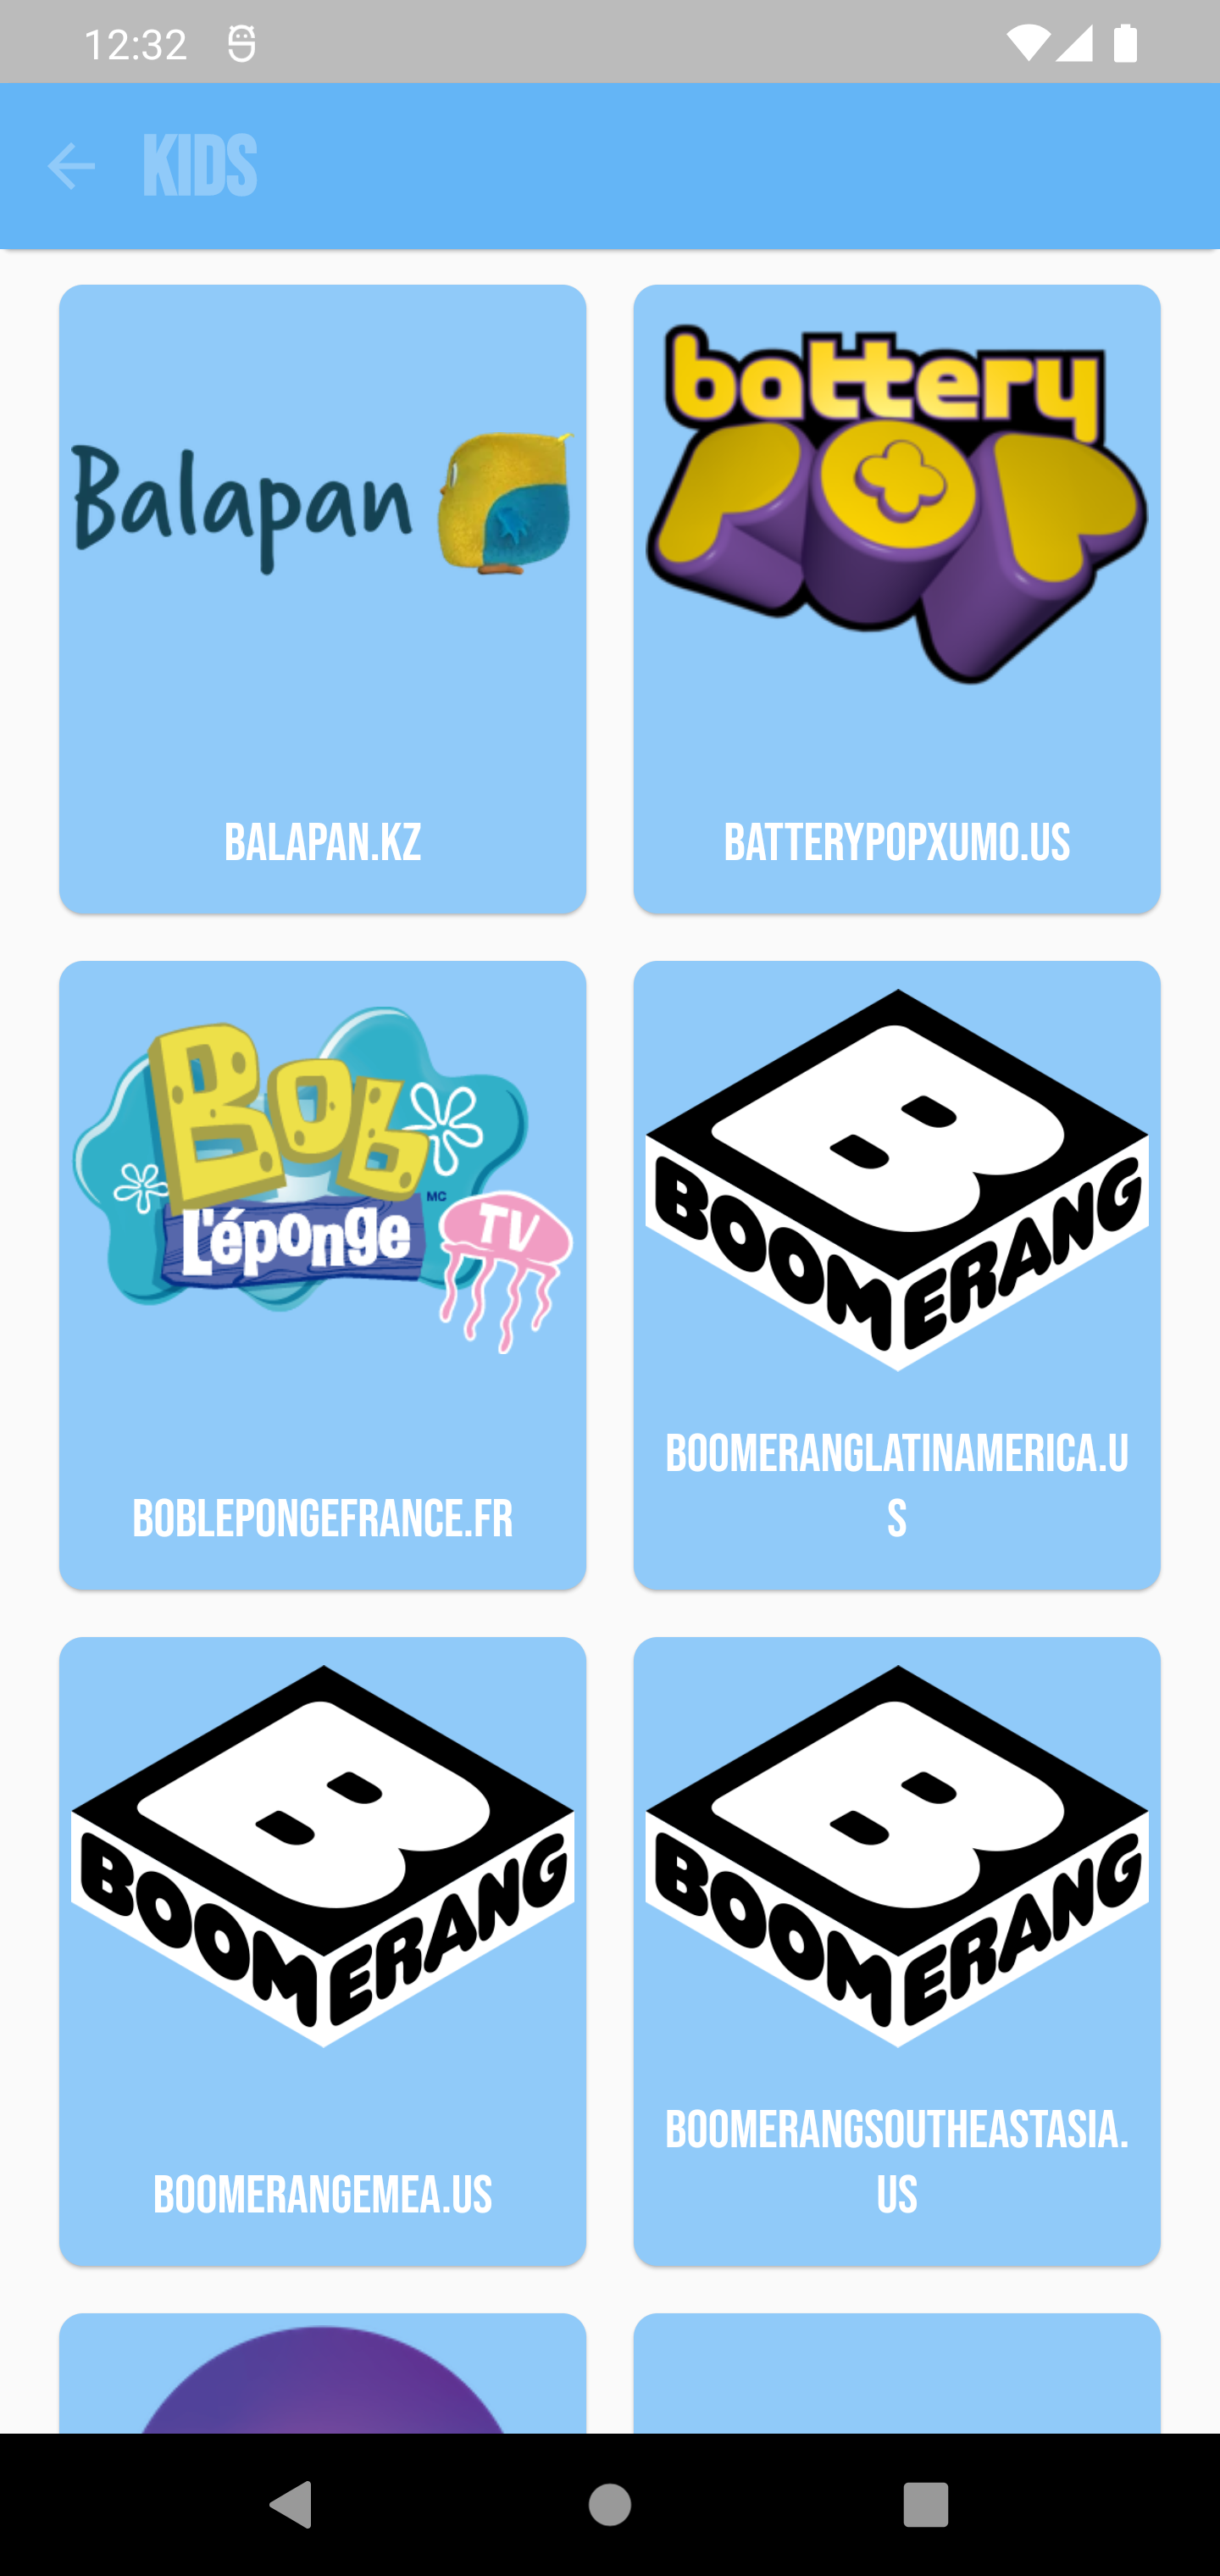 12:32
KIDS
Balapan
BALAPAN.KZ
battery
POP
BATTERYPOPXUMO.US
BOB
L'éponge
MC
TV
BOBLEPONGEFRANCE.FR
B
BOOMERANG
BOOMERANGLATINAMERICA.U
S
B
BOOMERANG
BOOMERANGEMEA.US
B
BOOMERANG
BOOMERANGSOUTHEASTASIA.
US